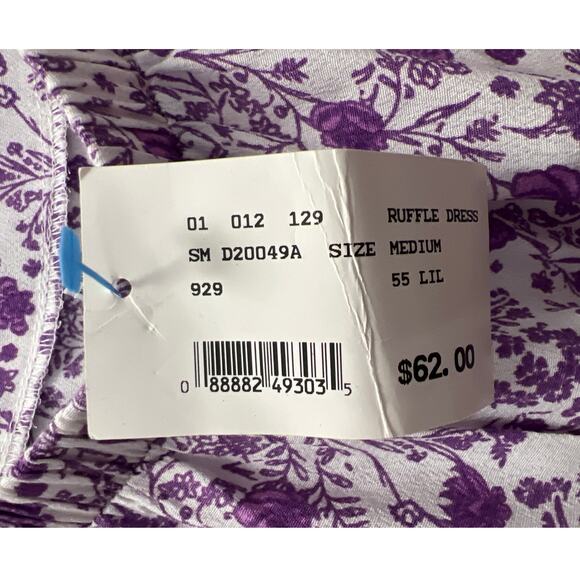 01 012 129 RUFFLE DRESS
SM D20049A SIZE MEDIUM
929 55 LIL
$62.00
0 88882 49303 5